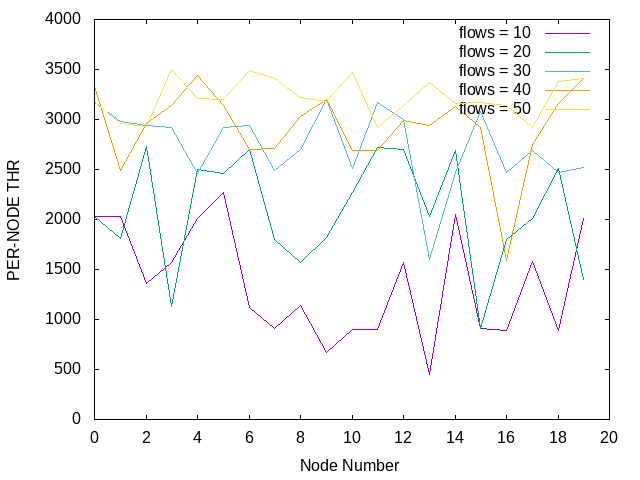 4000
3500
3000
2500
2000
1500
1000
500
0
PER-NODE THR
flows = 10
flows = 20
flows = 30
flows = 40
flows = 50
0 2 4 6 8 10 12 14 16 18 20
Node Number